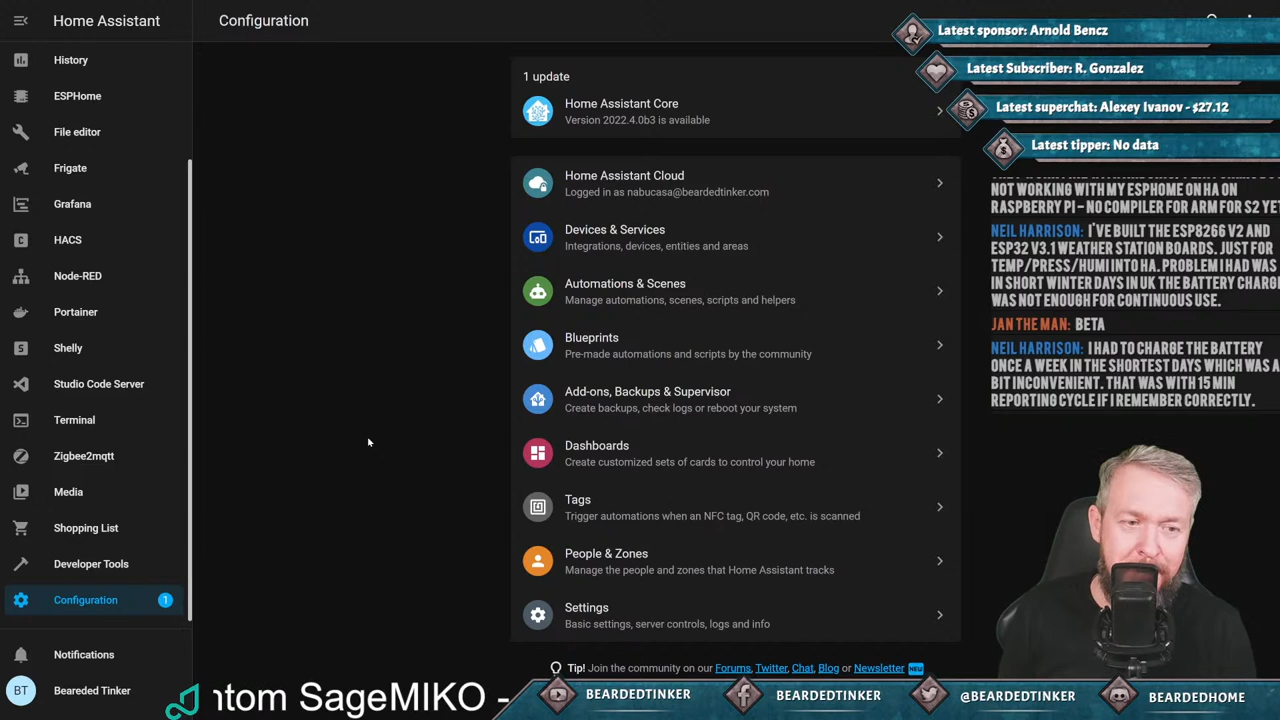 Home Assistant
History
ESPHome
File editor
Frigate
Grafana
HACS
Node-RED
Portainer
Shelly
Studio Code Server
Terminal
Zigbee2mqtt
Media
Shopping List
Developer Tools
Configuration 1
Notifications
BT Bearded Tinker
Configuration
1 update
Home Assistant Core
Version 2022.4.0b3 is available
Home Assistant Cloud
Logged in as nabucasa@beardedtinker.com
Devices & Services
Integrations, devices, entities and areas
Automations & Scenes
Manage automations, scenes, scripts and helpers
Blueprints
Pre-made automations and scripts by the community
Add-ons, Backups & Supervisor
Create backups, check logs or reboot your system
Dashboards
Create customized sets of cards to control your home
Tags
Trigger automations when an NFC tag, QR code, etc. is scanned
People & Zones
Manage the people and zones that Home Assistant tracks
Settings
Basic settings, server controls, logs and info
Tip! Join the community on our Forums, Twitter, Chat, Blog or Newsletter NEW
Latest sponsor: Arnold Bencz
Latest Subscriber: R. Gonzalez
Latest superchat: Alexey Ivanov - $27.12
Latest tipper: No data
NOT WORKING WITH MY ESPHOME ON HA ON
RASPBERRY PI - NO COMPILER FOR ARM FOR S2 YET
NEIL HARRISON: I'VE BUILT THE ESP8266 V2 AND
ESP32 V3.1 WEATHER STATION BOARDS. JUST FOR
TEMP/PRESS/HUMI INTO HA. PROBLEM I HAD WAS
IN SHORT WINTER DAYS IN UK THE BATTERY CHARGE
WAS NOT ENOUGH FOR CONTINUOUS USE.
JAN THE MAN: BETA
NEIL HARRISON: I HAD TO CHARGE THE BATTERY
ONCE A WEEK IN THE SHORTEST DAYS WHICH WAS A
BIT INCONVENIENT. THAT WAS WITH 15 MIN
REPORTING CYCLE IF I REMEMBER CORRECTLY.
ntom SageMIKO -
BEARDEDTINKER
BEARDEDTINKER
@BEARDEDTINKER
BEARDEDHOME